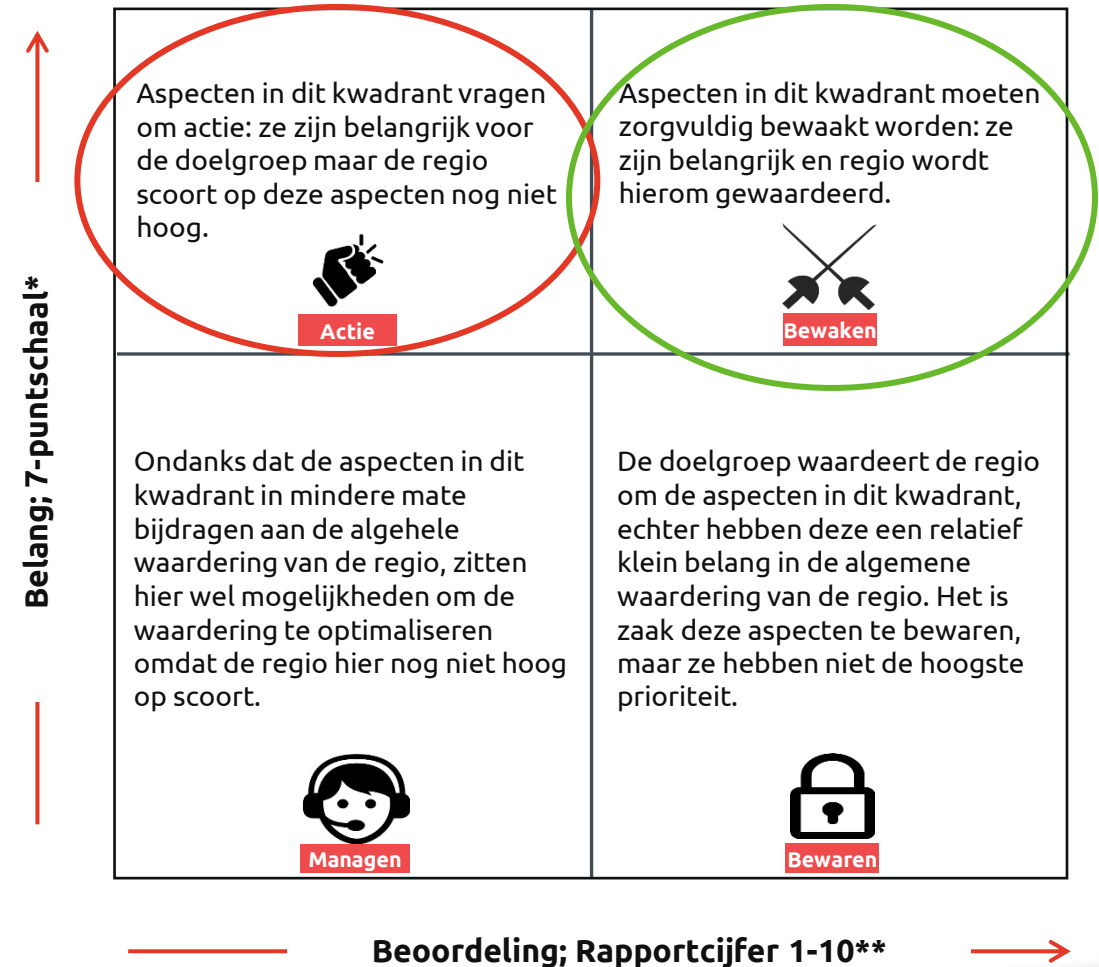 Aspecten in dit kwadrant vragen
om actie: ze zijn belangrijk voor
de doelgroep maar de regio
scoort op deze aspecten nog niet
hoog.
Actie
Aspecten in dit kwadrant moeten
zorgvuldig bewaakt worden: ze
zijn belangrijk en regio wordt
hierom gewaardeerd.
Bewaken
Belang; 7-puntschaal*
Ondanks dat de aspecten in dit
kwadrant in mindere mate
bijdragen aan de algehele
waardering van de regio, zitten
hier wel mogelijkheden om de
waardering te optimaliseren
omdat de regio hier nog niet hoog
op scoort.
Managen
De doelgroep waardeert de regio
om de aspecten in dit kwadrant,
echter hebben deze een relatief
klein belang in de algemene
waardering van de regio. Het is
zaak deze aspecten te bewaren,
maar ze hebben niet de hoogste
prioriteit.
Bewaren
Beoordeling; Rapportcijfer 1-10**